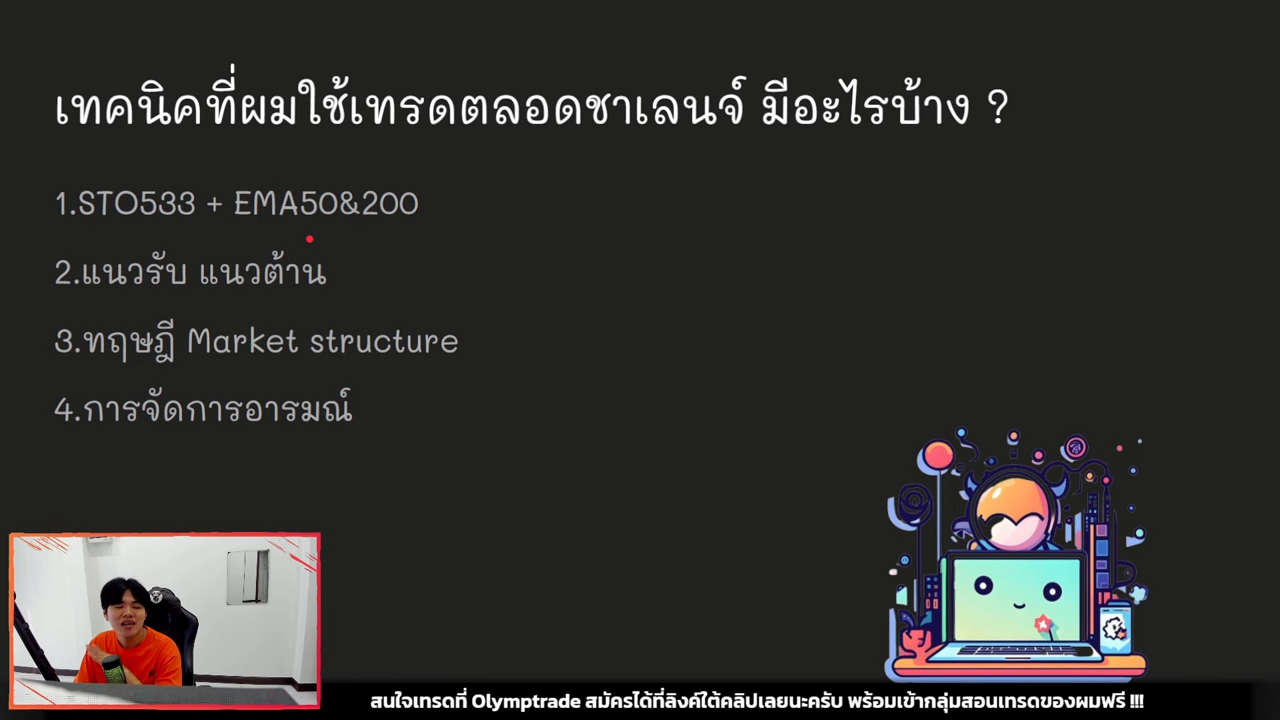 เทคนิคที่ผมใช้เทรดตลอดชาเลนจ์ มีอะไรบ้าง ?
1.STO533 + EMA50&200
2.แนวรับ แนวต้าน
3.ทฤษฎี Market structure
4.การจัดการอารมณ์
สนใจเทรดที่ Olymptrade สมัครได้ที่ลิงค์ใต้คลิปเลยนะครับ พร้อมเข้ากลุ่มสอนเทรดของผมฟรี !!!